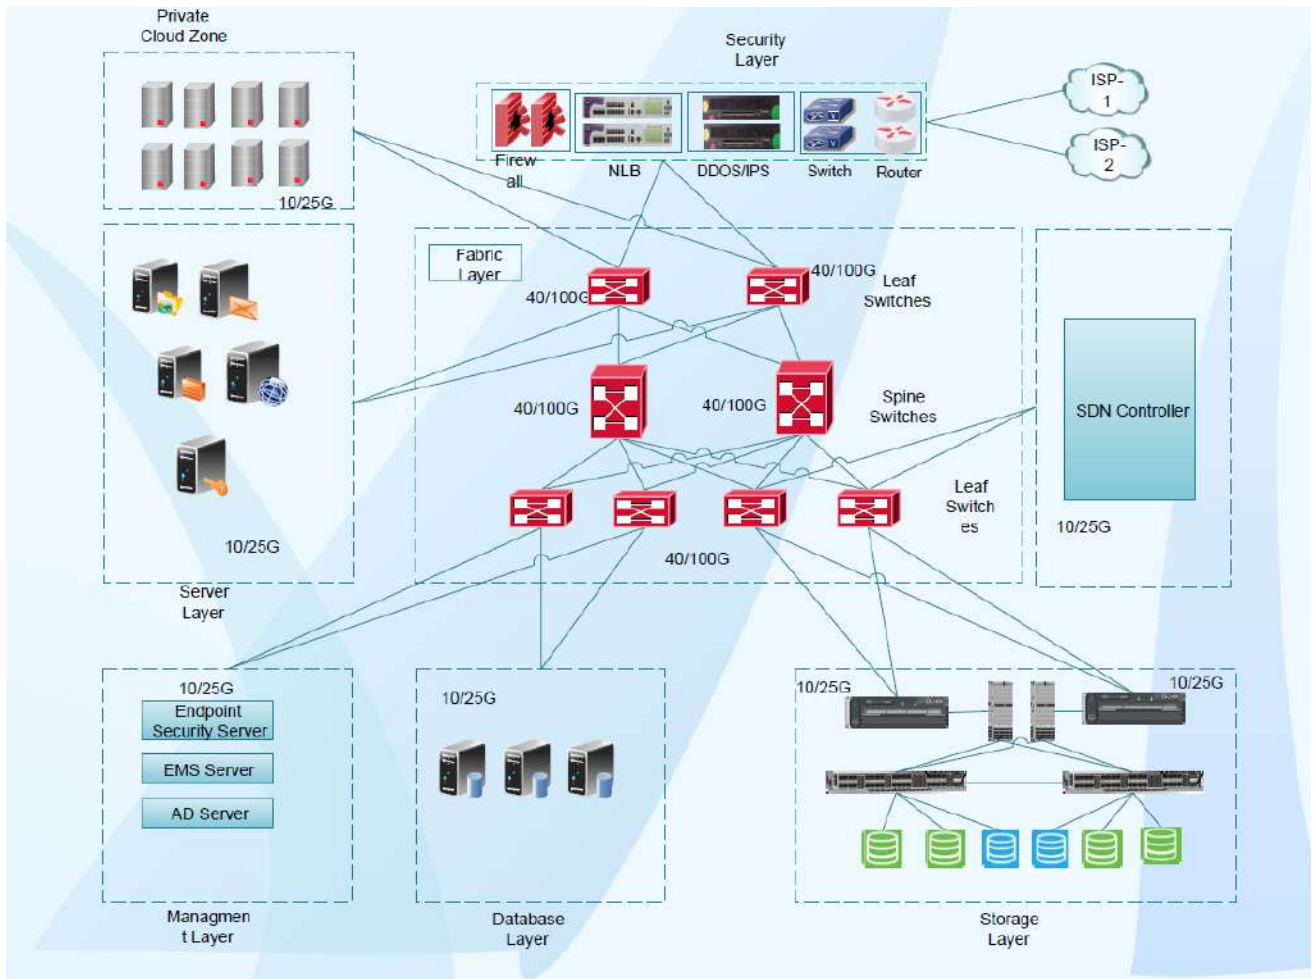 Private
Cloud Zone
10/25G
Security
Layer
Firew
all
NLB
DDOS/IPS
Switch
Router
ISP-
1
ISP-
2
Fabric
Layer
40/100G
40/100G
Leaf
Switches
40/100G
40/100G
Spine
Switches
Leaf
Switch
es
40/100G
SDN Controller
10/25G
10/25G
Server
Layer
10/25G
Endpoint
Security Server
EMS Server
AD Server
Managmen
t Layer
10/25G
Database
Layer
10/25G
10/25G
Storage
Layer